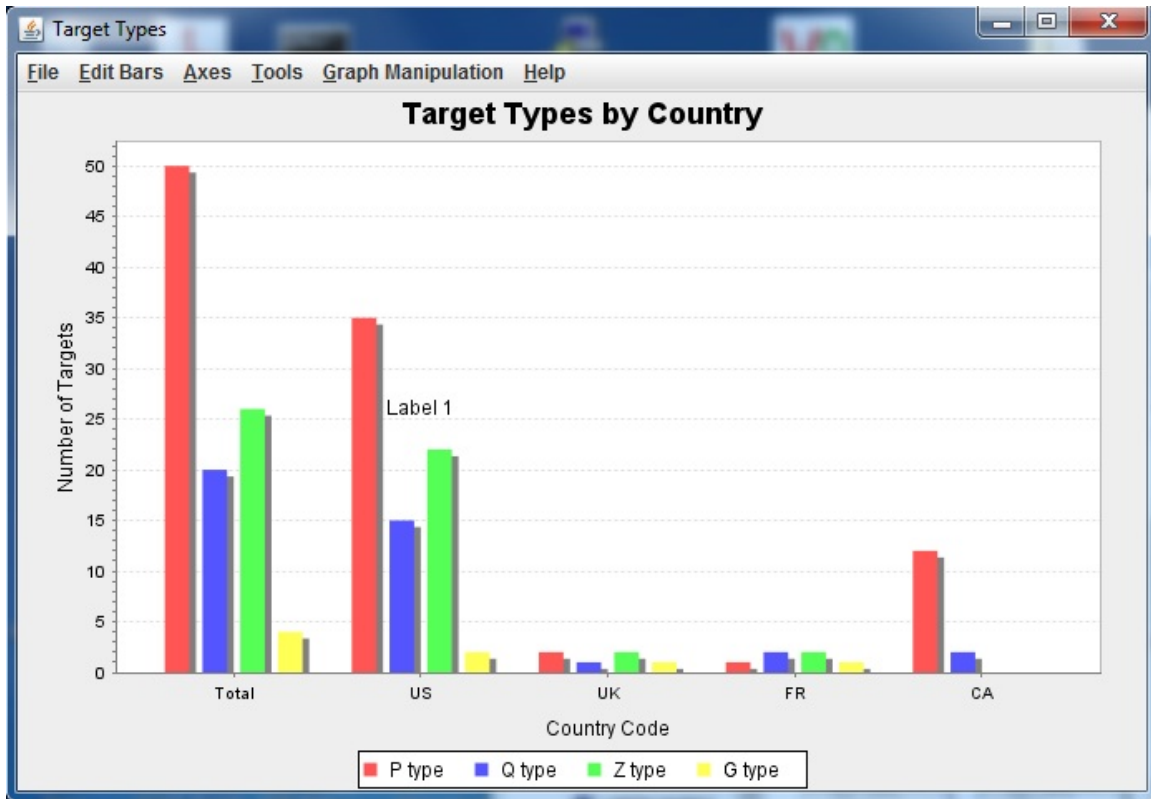 Target Types
File Edit Bars Axes Tools Graph Manipulation Help
Target Types by Country
Number of Targets
50
45
40
35
30
25
20
15
10
5
0
Label 1
Total US UK FR CA
Country Code
P type Q type Z type G type